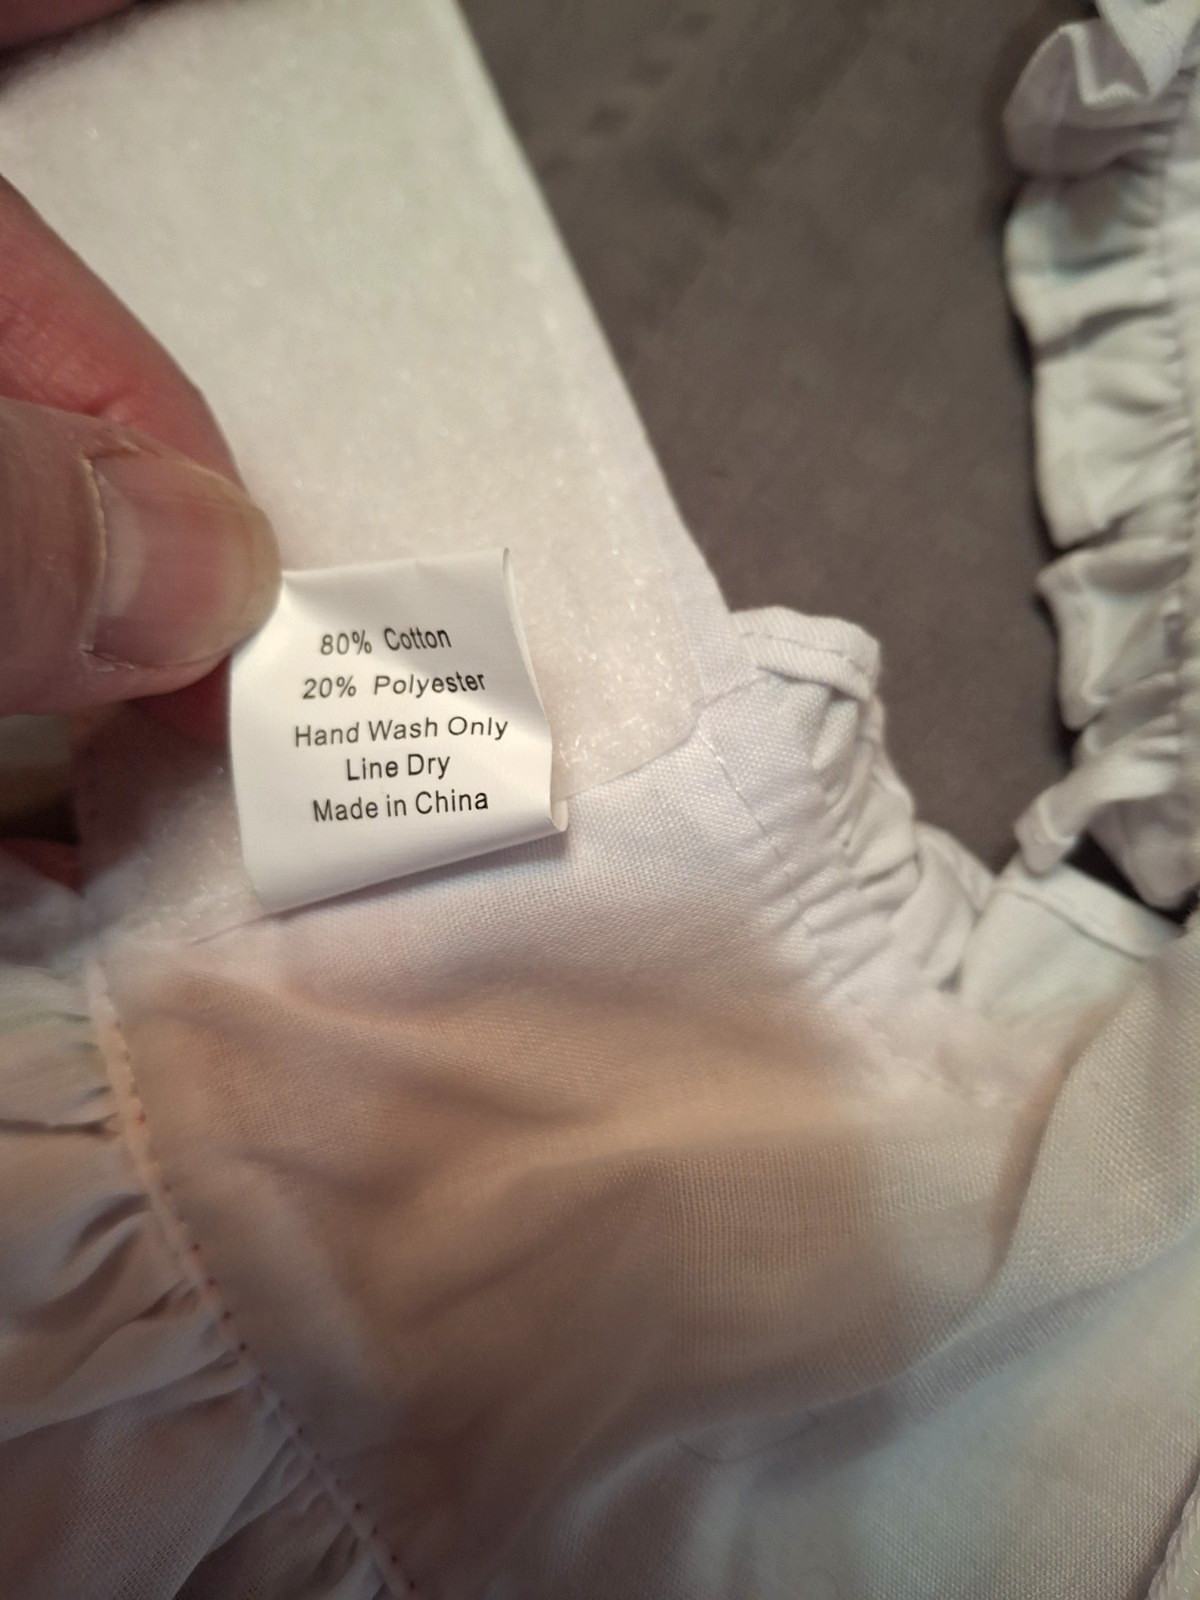 80% Cotton
20% Polyester
Hand Wash Only
Line Dry
Made in China